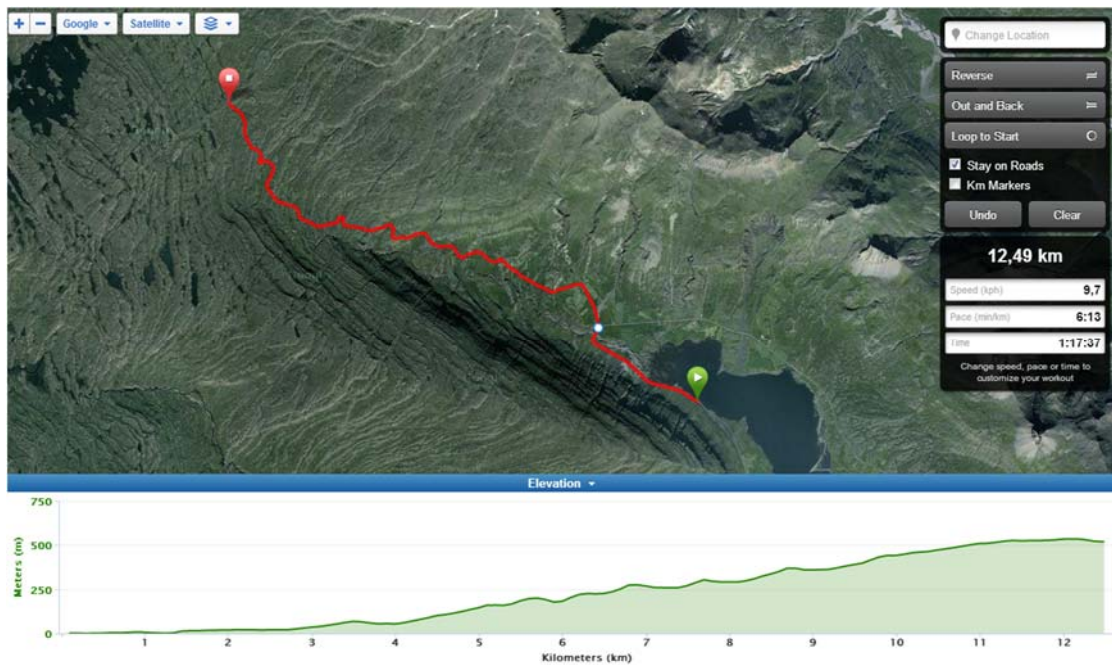 + − Google Satellite
Change Location
Reverse
Out and Back
Loop to Start
Stay on Roads
Km Markers
Undo Clear
12,49 km
Speed (kph) 9,7
Pace (min/km) 6:13
Time 1:17:37
Change speed, pace or time to
customize your workout
Elevation
750
500
250
0
Meters (m)
1 2 3 4 5 6 7 8 9 10 11 12
Kilometers (km)